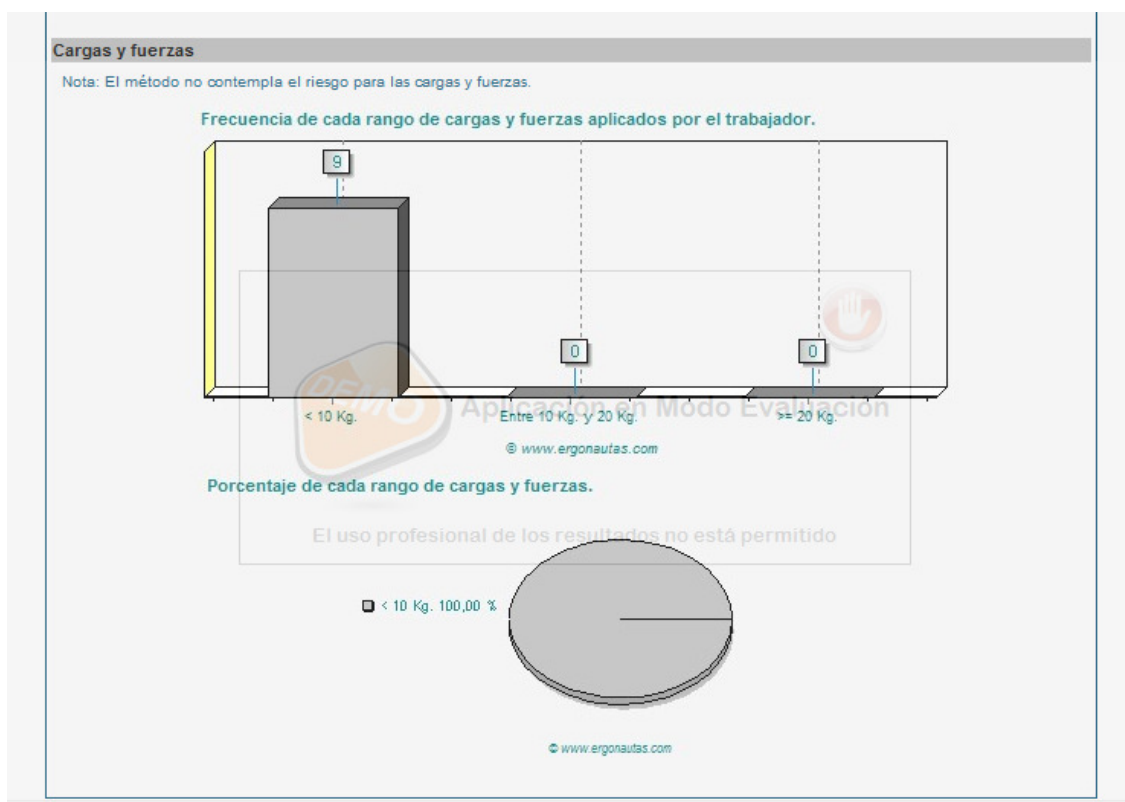 Cargas y fuerzas
Nota: El método no contempla el riesgo para las cargas y fuerzas.
Frecuencia de cada rango de cargas y fuerzas aplicados por el trabajador.
9
0
0
DEMO
Aplicación en Modo Evaluación
< 10 Kg.
Entre 10 Kg. y 20 Kg.
>= 20 Kg.
© www.ergonautas.com
Porcentaje de cada rango de cargas y fuerzas.
El uso profesional de los resultados no está permitido
< 10 Kg. 100,00 %
© www.ergonautas.com